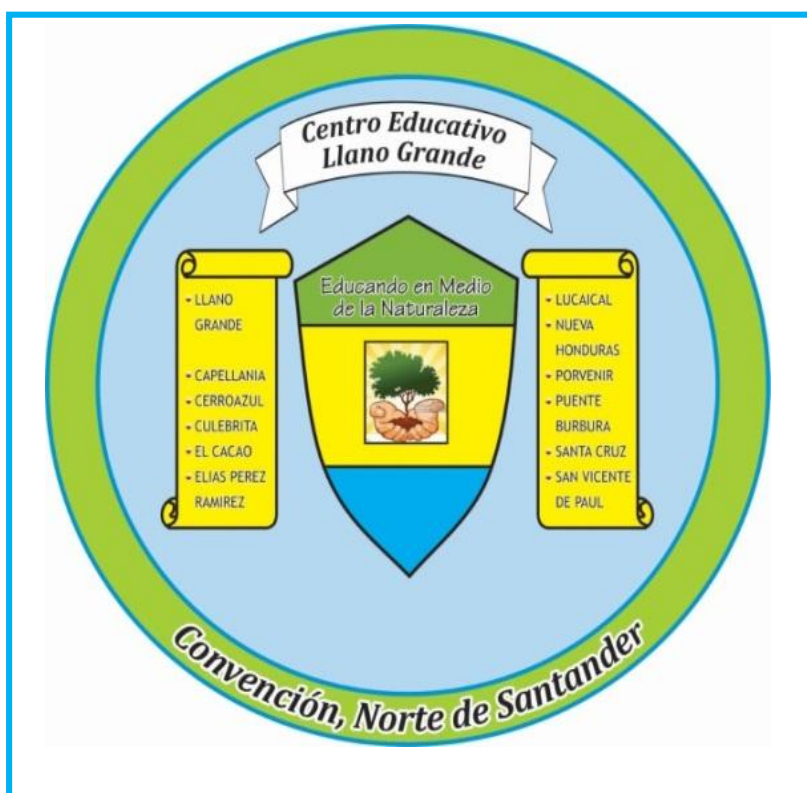 Centro Educativo
Llano Grande
Educando en Medio
de la Naturaleza
- LLANO
GRANDE
- CAPELLANIA
- CERROAZUL
- CULEBRITA
- EL CACAO
- ELIAS PEREZ
RAMIREZ
- LUCAICAL
- NUEVA
HONDURAS
- PORVENIR
- PUENTE
BURBURA
- SANTA CRUZ
- SAN VICENTE
DE PAUL
Convención, Norte de Santander